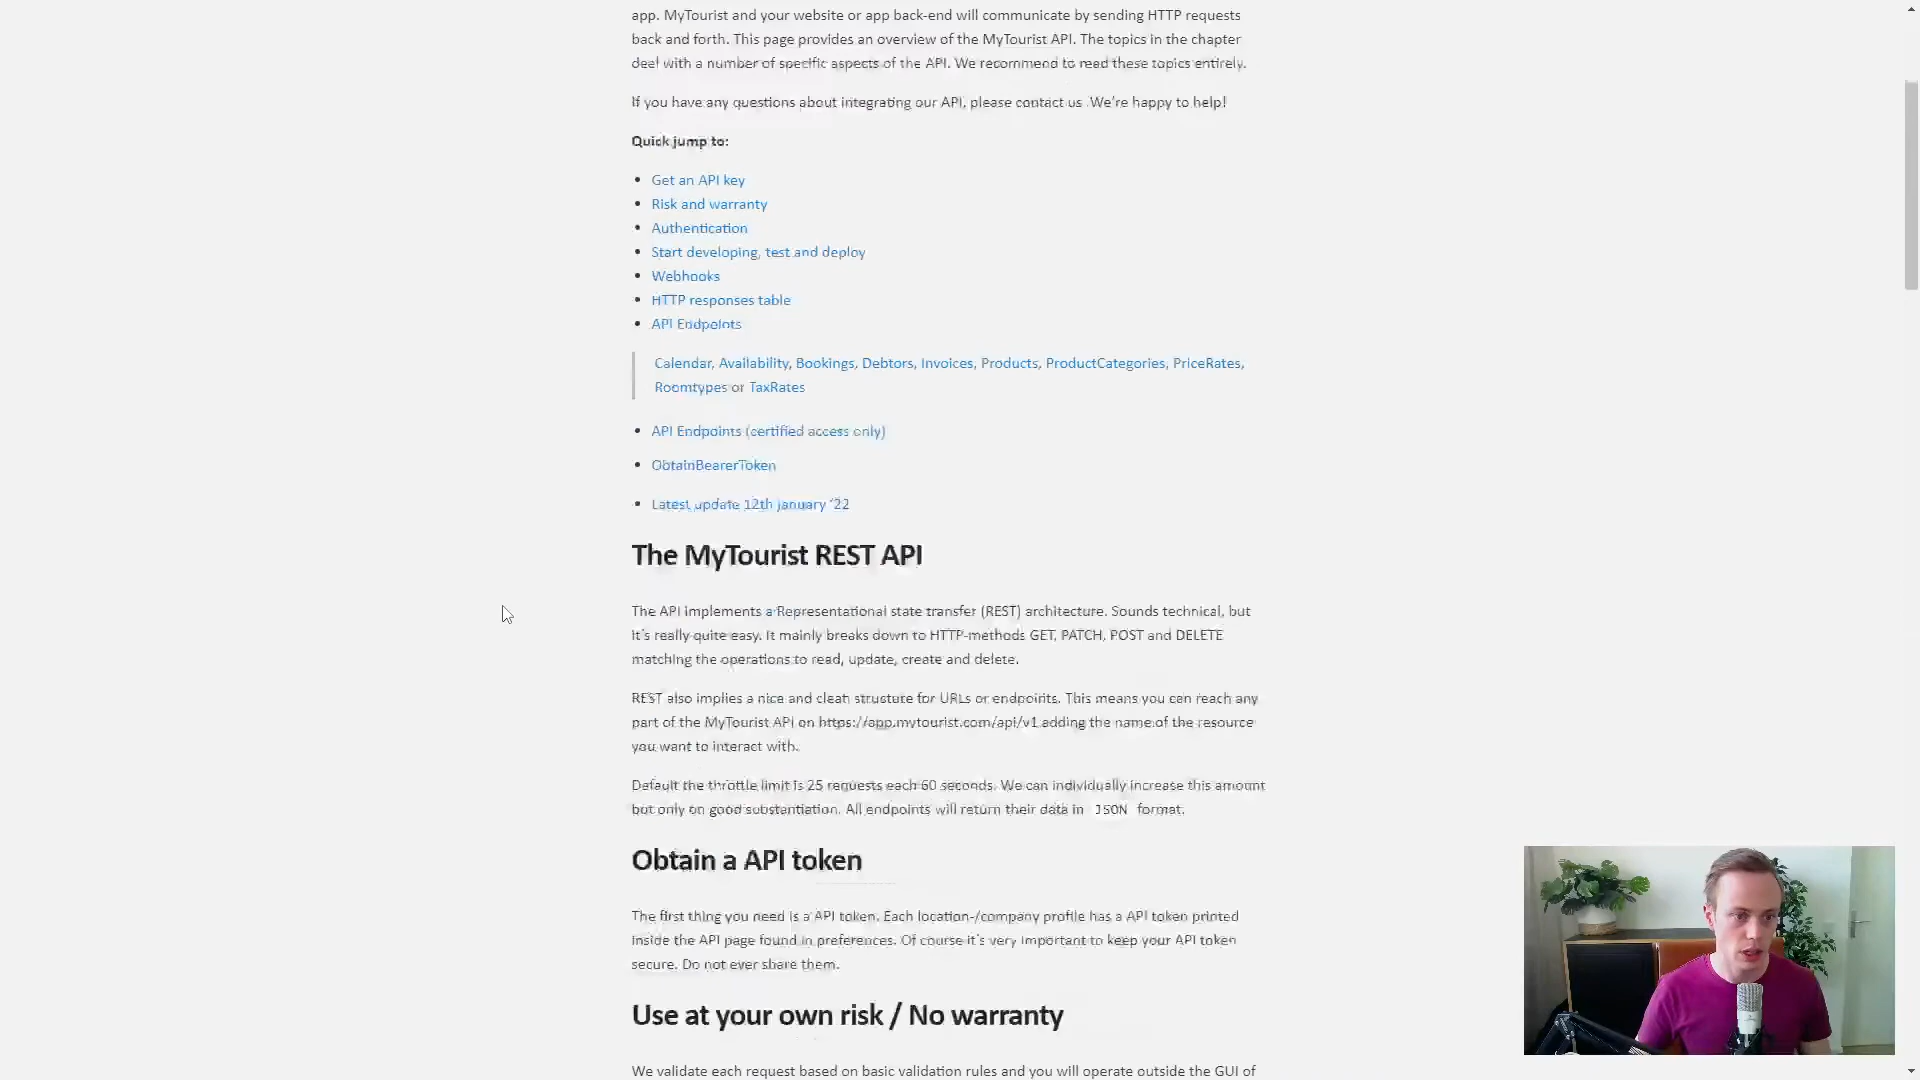 app. MyTourist and your website or app back-end will communicate by sending HTTP requests
back and forth. This page provides an overview of the MyTourist API. The topics in the chapter
deal with a number of specific aspects of the API. We recommend to read these topics entirely.
If you have any questions about integrating our API, please contact us .We're happy to help!
Quick jump to:
Get an API key
Risk and warranty
Authentication
Start developing, test and deploy
Webhooks
HTTP responses table
API Endpoints
Calendar, Availability, Bookings, Debtors, Invoices, Products, ProductCategories, PriceRates,
Roomtypes or TaxRates
API Endpoints (certified access only)
ObtainBearerToken
Latest update 12th january '22
The MyTourist REST API
The API implements a Representational state transfer (REST) architecture. Sounds technical, but
it's really quite easy. It mainly breaks down to HTTP-methods GET, PATCH, POST and DELETE
matching the operations to read, update, create and delete.
REST also implies a nice and clean structure for URLs or endpoints. This means you can reach any
part of the MyTourist API on https://app.mytourist.com/api/v1 adding the name of the resource
you want to interact with.
Default the throttle limit is 25 requests each 60 seconds. We can individually increase this amount
but only on good substantiation. All endpoints will return their data in JSON format.
Obtain a API token
The first thing you need is a API token. Each location-/company profile has a API token printed
inside the API page found in preferences. Of course it's very important to keep your API token
secure. Do not ever share them.
Use at your own risk / No warranty
We validate each request based on basic validation rules and you will operate outside the GUI of